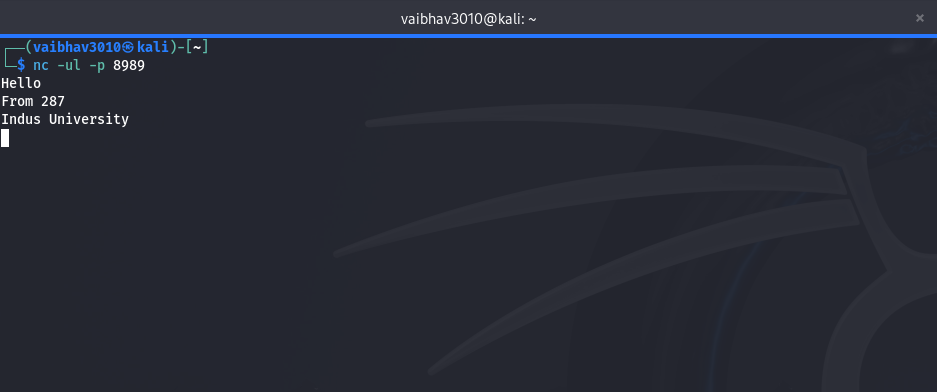 vaibhav3010@kali: ~
┌──(vaibhav3010㉿kali)-[~]
└─$ nc -ul -p 8989
Hello
From 287
Indus University